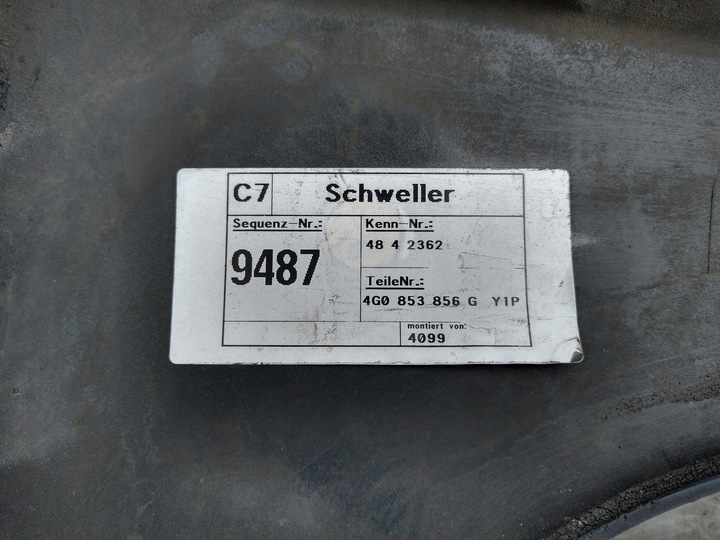 C7 Schweller
Sequenz-Nr.: Kenn-Nr.:
48 4 2362
9487
TeileNr.:
4G0 853 856 G Y1P
montiert von:
4099